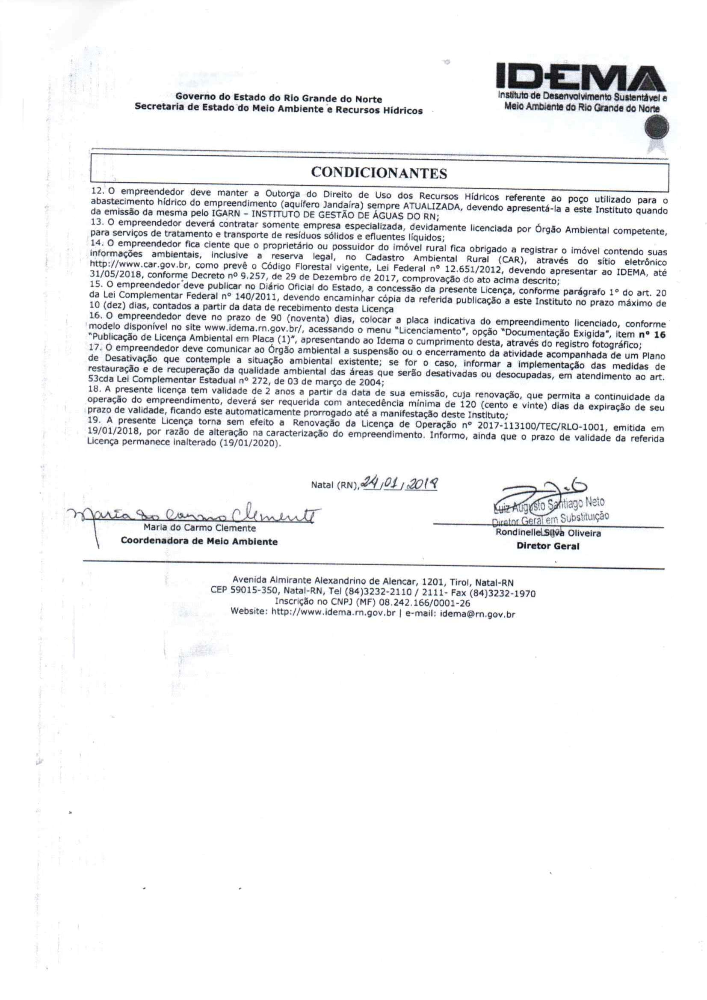 IDEMA
Instituto de Desenvolvimento Sustentável e
Meio Ambiente do Rio Grande do Norte
Governo do Estado do Rio Grande do Norte
Secretaria de Estado do Meio Ambiente e Recursos Hídricos
CONDICIONANTES
12. O empreendedor deve manter a Outorga do Direito de Uso dos Recursos Hídricos referente ao poço utilizado para o
abastecimento hídrico do empreendimento (aquífero Jandaíra) sempre ATUALIZADA, devendo apresentá-la a este Instituto quando
da emissão da mesma pelo IGARN – INSTITUTO DE GESTÃO DE ÁGUAS DO RN;
13. O empreendedor deverá contratar somente empresa especializada, devidamente licenciada por Órgão Ambiental competente,
para serviços de tratamento e transporte de resíduos sólidos e efluentes líquidos;
14. O empreendedor fica ciente que o proprietário ou possuidor do imóvel rural fica obrigado a registrar o imóvel contendo suas
informações ambientais, inclusive a reserva legal, no Cadastro Ambiental Rural (CAR), através do sítio eletrônico
http://www.car.gov.br, como prevê o Código Florestal vigente, Lei Federal nº 12.651/2012, devendo apresentar ao IDEMA, até
31/05/2018, conforme Decreto nº 9.257, de 29 de Dezembro de 2017, comprovação do ato acima descrito;
15. O empreendedor deve publicar no Diário Oficial do Estado, a concessão da presente Licença, conforme parágrafo 1º do art. 20
da Lei Complementar Federal nº 140/2011, devendo encaminhar cópia da referida publicação a este Instituto no prazo máximo de
10 (dez) dias, contados a partir da data de recebimento desta Licença
16. O empreendedor deve no prazo de 90 (noventa) dias, colocar a placa indicativa do empreendimento licenciado, conforme
modelo disponível no site www.idema.rn.gov.br/, acessando o menu "Licenciamento", opção "Documentação Exigida", item nº 16
"Publicação de Licença Ambiental em Placa (1)", apresentando ao Idema o cumprimento desta, através do registro fotográfico;
17. O empreendedor deve comunicar ao Órgão ambiental a suspensão ou o encerramento da atividade acompanhada de um Plano
de Desativação que contemple a situação ambiental existente; se for o caso, informar a implementação das medidas de
restauração e de recuperação da qualidade ambiental das áreas que serão desativadas ou desocupadas, em atendimento ao art.
53cda Lei Complementar Estadual nº 272, de 03 de março de 2004;
18. A presente licença tem validade de 2 anos a partir da data de sua emissão, cuja renovação, que permita a continuidade da
operação do empreendimento, deverá ser requerida com antecedência mínima de 120 (cento e vinte) dias da expiração de seu
prazo de validade, ficando este automaticamente prorrogado até a manifestação deste Instituto;
19. A presente Licença torna sem efeito a Renovação da Licença de Operação nº 2017-113100/TEC/RLO-1001, emitida em
19/01/2018, por razão de alteração na caracterização do empreendimento. Informo, ainda que o prazo de validade da referida
Licença permanece inalterado (19/01/2020).
Natal (RN), 24/01/2018
Maria do Carmo Clemente
Maria do Carmo Clemente
Coordenadora de Meio Ambiente
Luiz Augusto Santiago Neto
Diretor Geral em Substituição
Rondinelle Silva Oliveira
Diretor Geral
Avenida Almirante Alexandrino de Alencar, 1201, Tirol, Natal-RN
CEP 59015-350, Natal-RN, Tel (84)3232-2110 / 2111- Fax (84)3232-1970
Inscrição no CNPJ (MF) 08.242.166/0001-26
Website: http://www.idema.rn.gov.br | e-mail: idema@rn.gov.br